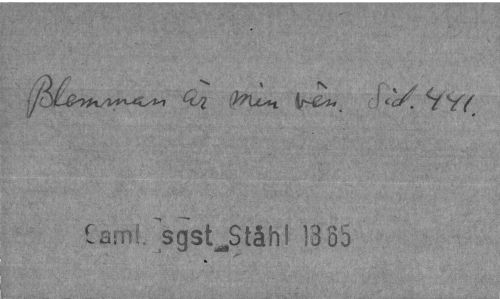 Blomman är min vän. Sid. 441.
Saml. sgst Ståhl 1865